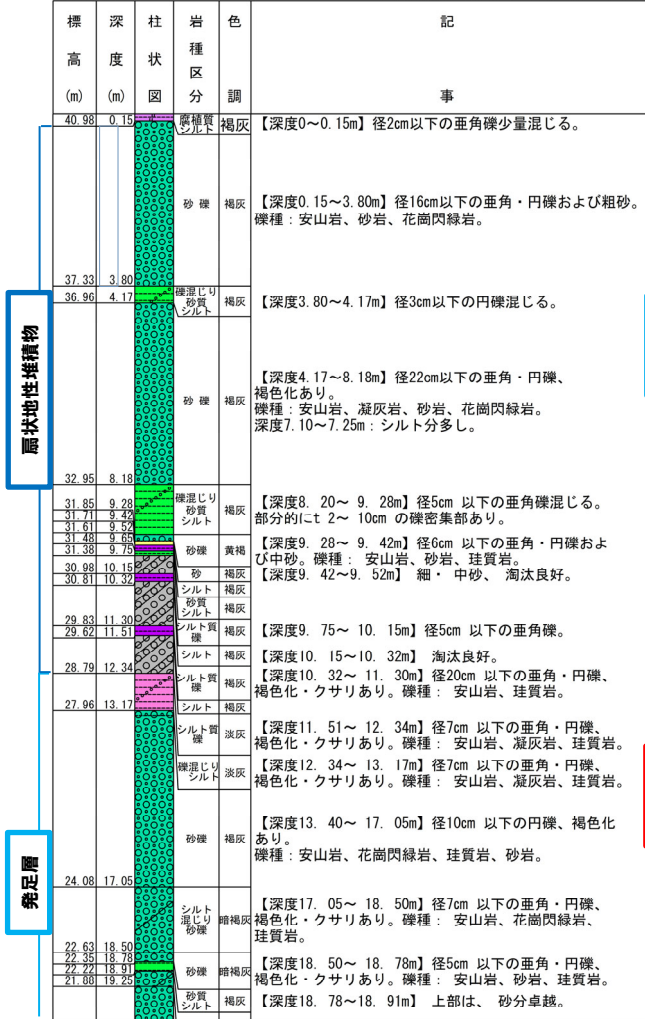 標高(m)
深度(m)
柱状図
岩種区分
色調
記事
扇状地性堆積物
発足層
40.98 0.15
37.33 3.80
36.96 4.17
32.95 8.18
31.85 9.28
31.71 9.42
31.61 9.52
31.48 9.65
31.38 9.75
30.98 10.15
30.81 10.32
29.83 11.30
29.62 11.51
28.79 12.34
27.96 13.17
24.08 17.05
22.63 18.50
22.35 18.78
22.22 18.91
21.88 19.25
腐植質
シルト
褐灰
【深度0~0.15m】径2cm以下の亜角礫少量混じる。
砂 礫
褐灰
【深度0.15~3.80m】径16cm以下の亜角・円礫および粗砂。
礫種:安山岩、砂岩、花崗閃緑岩。
礫混じり
砂質
シルト
褐灰
【深度3.80~4.17m】径3cm以下の円礫混じる。
砂 礫
褐灰
【深度4.17~8.18m】径22cm以下の亜角・円礫、
褐色化あり。
礫種:安山岩、凝灰岩、砂岩、花崗閃緑岩。
深度7.10~7.25m:シルト分多し。
礫混じり
砂質
シルト
褐灰
【深度8. 20~ 9. 28m】径5cm 以下の亜角礫混じる。
部分的にt 2~ 10cm の礫密集部あり。
砂礫
黄褐
【深度9. 28~ 9. 42m】径6cm 以下の亜角・円礫およ
び中砂。礫種: 安山岩、砂岩、珪質岩。
砂
褐灰
【深度9. 42~9. 52m】 細・ 中砂、 淘汰良好。
シルト
褐灰
砂質
シルト
褐灰
シルト質
礫
褐灰
【深度9. 75~ 10. 15m】径5cm 以下の亜角礫。
シルト
褐灰
【深度10. 15~10. 32m】 淘汰良好。
シルト質
礫
褐灰
【深度10. 32~ 11. 30m】径20cm 以下の亜角・円礫、
褐色化・クサリあり。礫種: 安山岩、珪質岩。
シルト
褐灰
シルト質
礫
淡灰
【深度11. 51~ 12. 34m】径7cm 以下の亜角・円礫、
褐色化・クサリあり。礫種: 安山岩、凝灰岩、珪質岩。
礫混じり
シルト
淡灰
【深度12. 34~ 13. 17m】径7cm 以下の亜角・円礫、
褐色化・クサリあり。礫種: 安山岩、凝灰岩、珪質岩。
砂礫
褐灰
【深度13. 40~ 17. 05m】径10cm 以下の円礫、褐色化
あり。
礫種:安山岩、花崗閃緑岩、珪質岩、砂岩。
シルト
混じり
砂礫
暗褐灰
【深度17. 05~ 18. 50m】径7cm 以下の亜角・円礫、
褐色化・クサリあり。礫種: 安山岩、花崗閃緑岩、
珪質岩。
砂礫
暗褐灰
【深度18. 50~ 18. 78m】径5cm 以下の亜角・円礫、
褐色化・クサリあり。礫種: 安山岩、砂岩、珪質岩。
砂質
シルト
褐灰
【深度18. 78~18. 91m】 上部は、 砂分卓越。